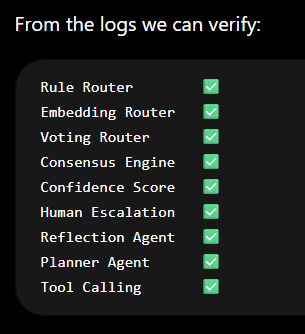 From the logs we can verify:
Rule Router ✅
Embedding Router ✅
Voting Router ✅
Consensus Engine ✅
Confidence Score ✅
Human Escalation ✅
Reflection Agent ✅
Planner Agent ✅
Tool Calling ✅